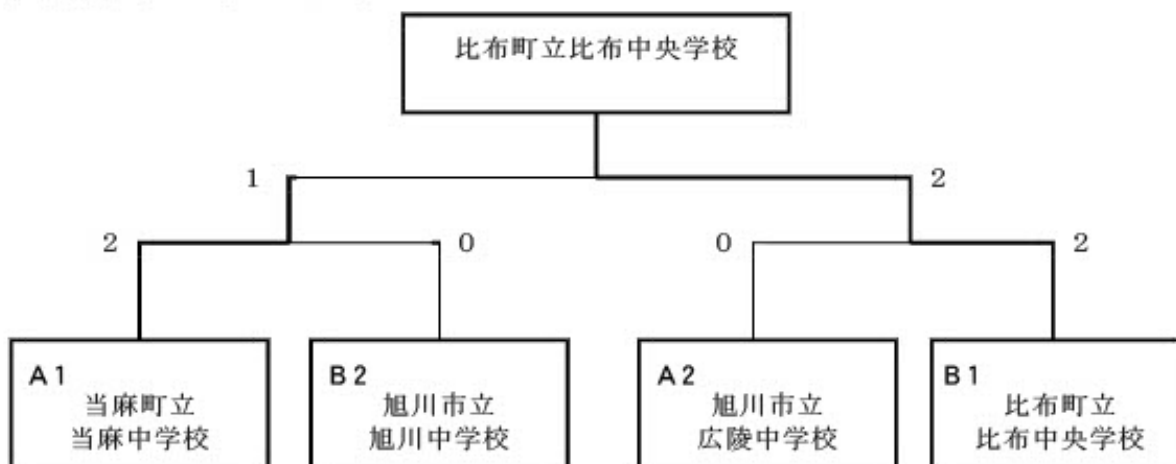 比布町立比布中央学校
1
2
2
0
0
2
A1
当麻町立
当麻中学校
B2
旭川市立
旭川中学校
A2
旭川市立
広陵中学校
B1
比布町立
比布中央学校